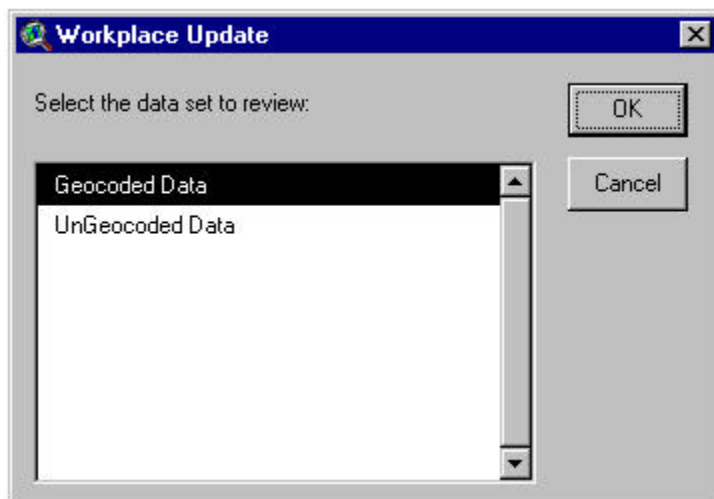 Workplace Update
Select the data set to review:
OK
Geocoded Data
Cancel
UnGeocoded Data